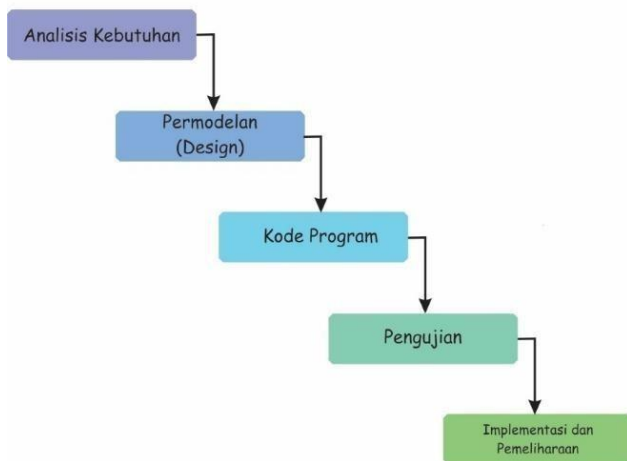 Analisis Kebutuhan
Permodelan
(Design)
Kode Program
Pengujian
Implementasi dan
Pemeliharaan